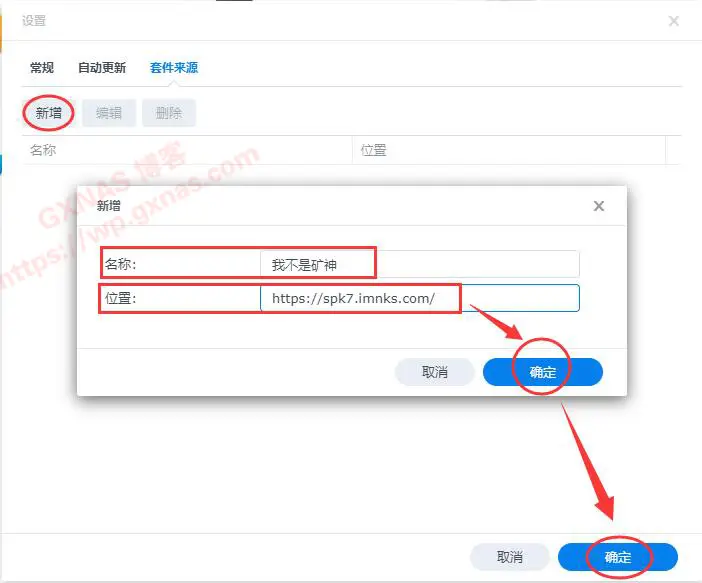 设置
常规 自动更新 套件来源
新增 编辑 删除
名称 位置
GXNAS 博客
https://wp.gxnas.com
新增
名称: 我不是矿神
位置: https://spk7.imnks.com/
取消 确定
取消 确定